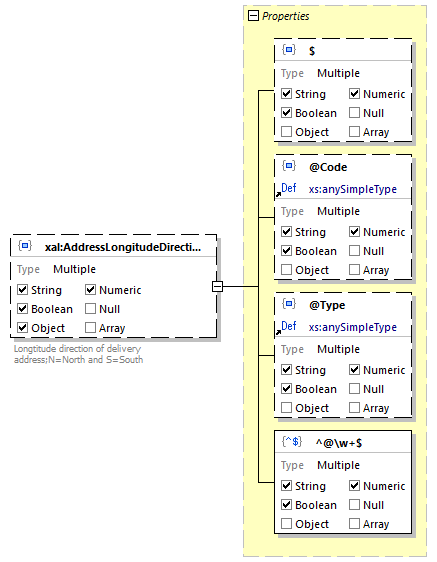 Properties
$
Type Multiple
String Numeric
Boolean Null
Object Array
@Code
Def xs:anySimpleType
Type Multiple
String Numeric
Boolean Null
Object Array
xal:AddressLongitudeDirecti...
Type Multiple
String Numeric
Boolean Null
Object Array
Longtitude direction of delivery
address;N=North and S=South
@Type
Def xs:anySimpleType
Type Multiple
String Numeric
Boolean Null
Object Array
{^$} ^@\w+$
Type Multiple
String Numeric
Boolean Null
Object Array